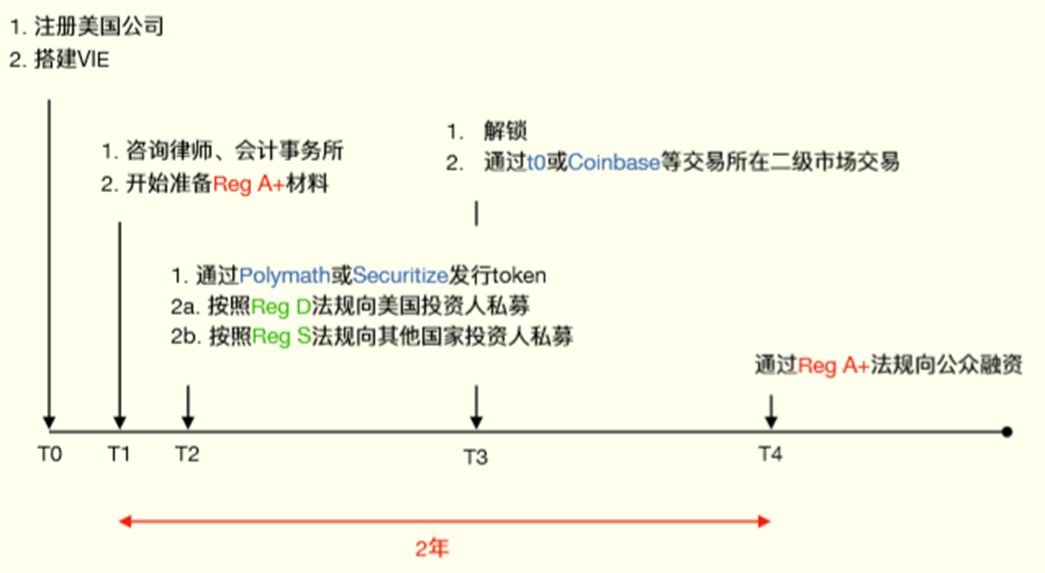 1. 注册美国公司
2. 搭建VIE
1. 咨询律师、会计事务所
2. 开始准备Reg A+材料
1. 解锁
2. 通过t0或Coinbase等交易所在二级市场交易
1. 通过Polymath或Securitize发行token
2a. 按照Reg D法规向美国投资人私募
2b. 按照Reg S法规向其他国家投资人私募
通过Reg A+法规向公众融资
T0
T1
T2
T3
T4
2年